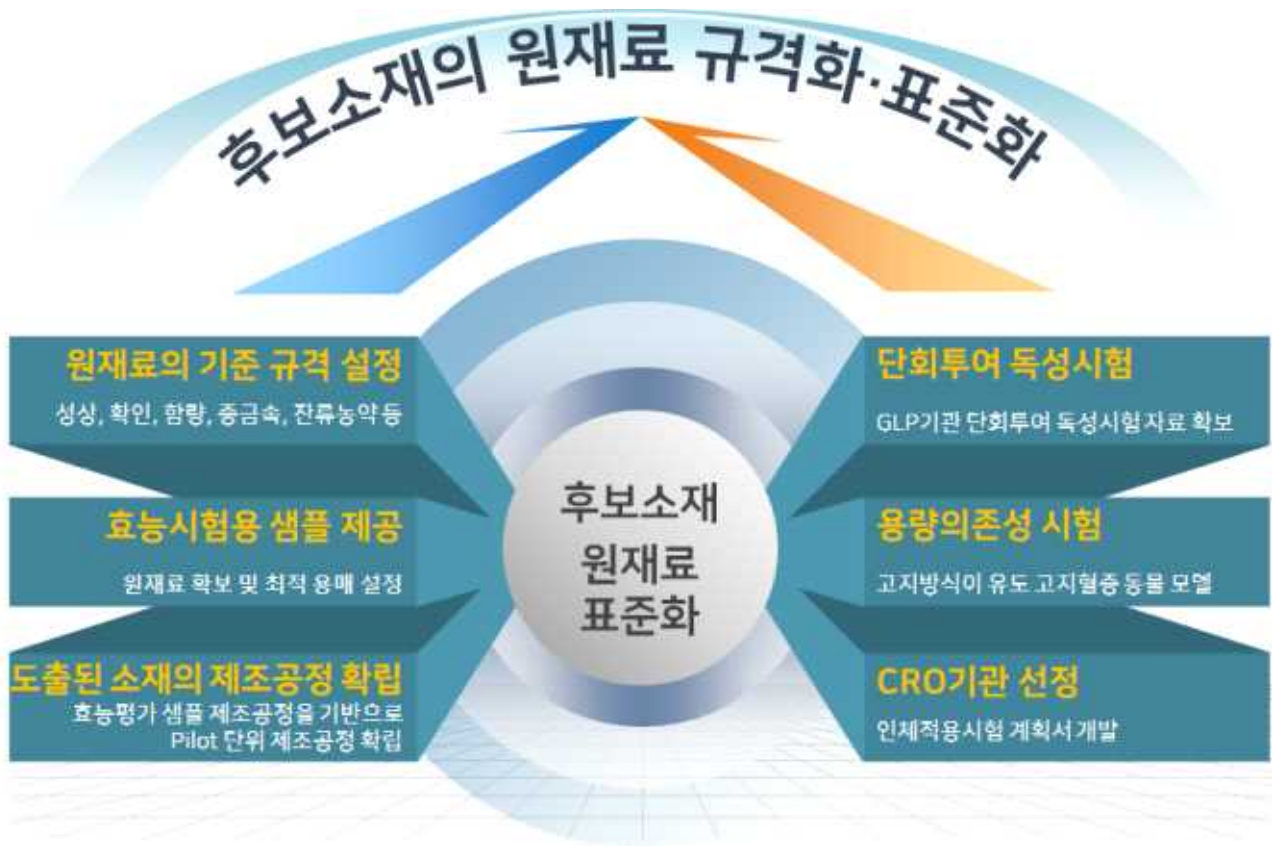 후보소재의 원재료 규격화·표준화
원재료의 기준 규격 설정
성상, 확인, 함량, 중금속, 잔류농약 등
효능시험용 샘플 제공
원재료 확보 및 최적 용매 설정
도출된 소재의 제조공정 확립
효능평가 샘플 제조공정을 기반으로
Pilot 단위 제조공정 확립
후보소재
원재료
표준화
단회투여 독성시험
GLP기관 단회투여 독성시험자료 확보
용량의존성 시험
고지방식이 유도 고지혈증 동물 모델
CRO기관 선정
인체적용시험 계획서 개발